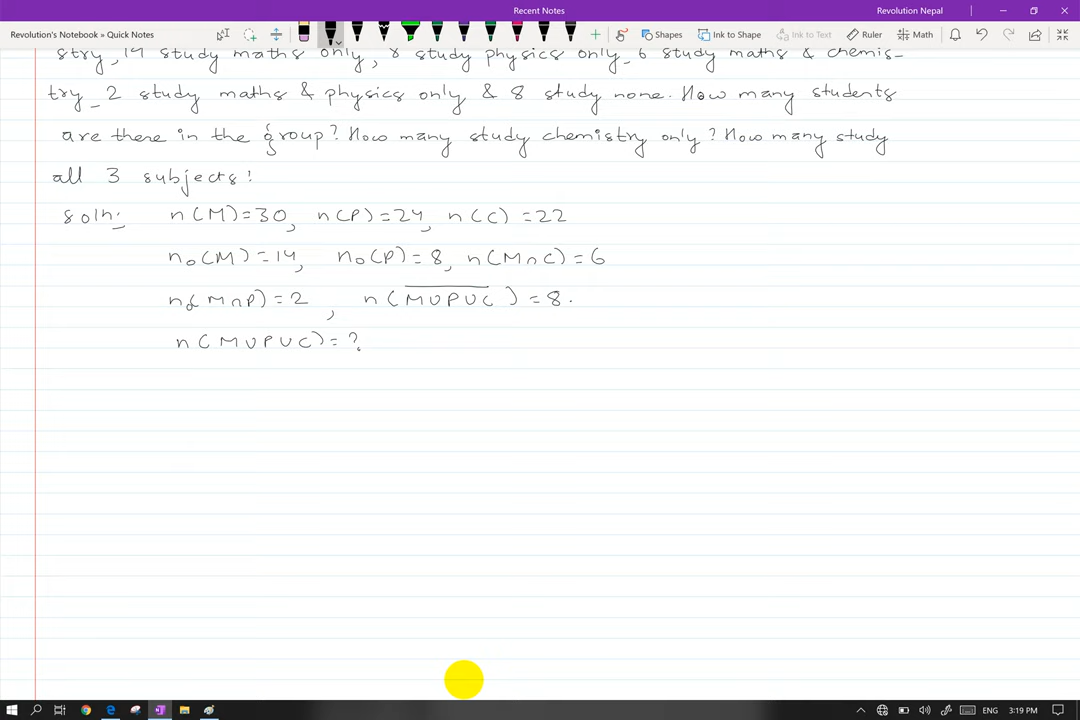 Recent Notes
Revolution Nepal
Revolution's Notebook » Quick Notes
Shapes
Ink to Shape
Ink to Text
Ruler
Math
stry, 14 study maths only, 8 study physics only, 6 study maths & chemis-
try, 2 study maths & physics only & 8 study none. How many students
are there in the group? How many study chemistry only? How many study
all 3 subjects?
soln: n(M)=30, n(P)=24, n(C)=22
n₀(M)=14, n₀(P)=8, n(M∩C)=6
n₀(M∩P)=2, n(M̅∪̅P̅∪̅C̅)=8.
n(M∪P∪C)=?
ENG
3:19 PM